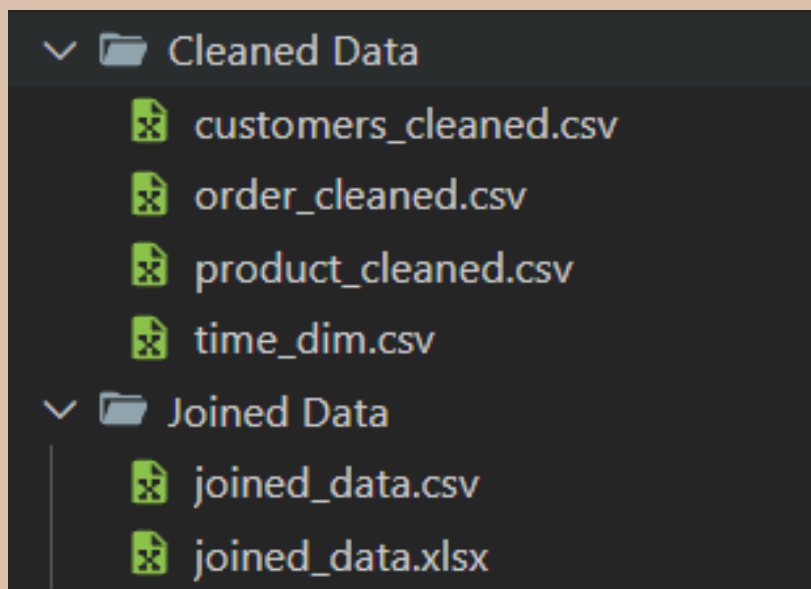 Cleaned Data
customers_cleaned.csv
order_cleaned.csv
product_cleaned.csv
time_dim.csv
Joined Data
joined_data.csv
joined_data.xlsx